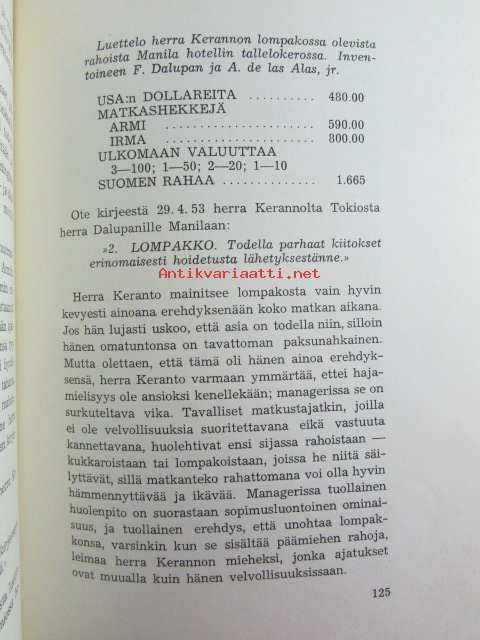 Luettelo herra Kerannon lompakossa olevista
rahoista Manila hotellin tallelokerossa. Inven-
toineen F. Dalupan ja A. de las Alas, jr.
USA:n DOLLAREITA .......... 480.00
MATKASHEKKEJÄ
ARMI .................. 590.00
IRMA .................. 800.00
ULKOMAAN VALUUTTAA
3—100; 1—50; 2—20; 1—10
SUOMEN RAHAA .............. 1.665
Ote kirjeestä 29. 4. 53 herra Kerannolta Tokiosta
herra Dalupanille Manilaan:
»2. LOMPAKKO. Todella parhaat kiitokset
erinomaisesti hoidetusta lähetyksestänne.»
Antikvariaatti.net
Herra Keranto mainitsee lompakosta vain hyvin
kevyesti ainoana erehdyksenään koko matkan aikana.
Jos hän lujasti uskoo, että asia on todella niin, silloin
hänen omatuntonsa on tavattoman paksunahkainen.
Mutta olettaen, että tämä oli hänen ainoa erehdyk-
sensä, herra Keranto varmaan ymmärtää, ettei haja-
mielisyys ole ansioksi kenellekään; managerissa se on
surkuteltava vika. Tavalliset matkustajatkin, joilla
ei ole velvollisuuksia suoritettavana eikä vastuuta
kannettavana, huolehtivat ensi sijassa rahoistaan —
kukkaroistaan tai lompakoistaan, joissa he niitä säi-
lyttävät, sillä matkanteko rahattomana voi olla hyvin
hämmennyttävää ja ikävää. Managerissa tuollainen
huolenpito on suorastaan sopimusluontoinen ominai-
suus, ja tuollainen erehdys, että unohtaa lompak-
konsa, varsinkin kun se sisältää päämiehen rahoja,
leimaa herra Kerannon mieheksi, jonka ajatukset
ovat muualla kuin hänen velvollisuuksissaan.
125